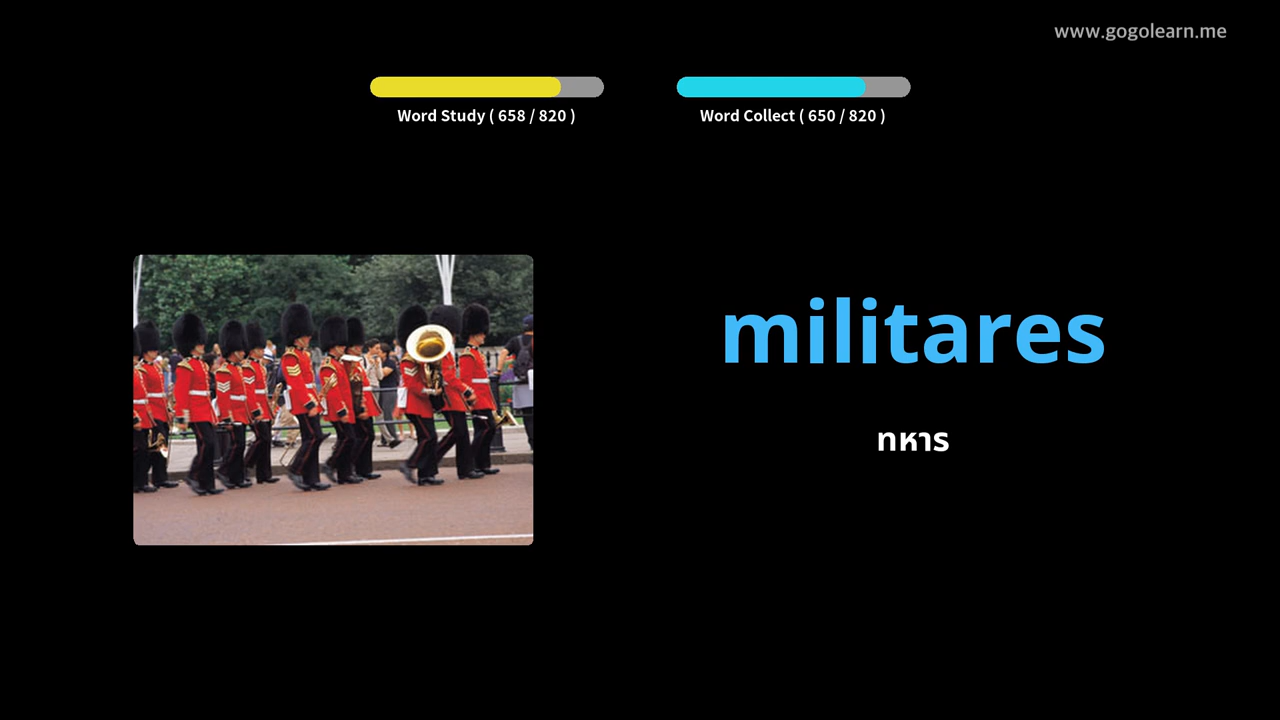 www.gogolearn.me
Word Study ( 658 / 820 )
Word Collect ( 650 / 820 )
militares
ทหาร